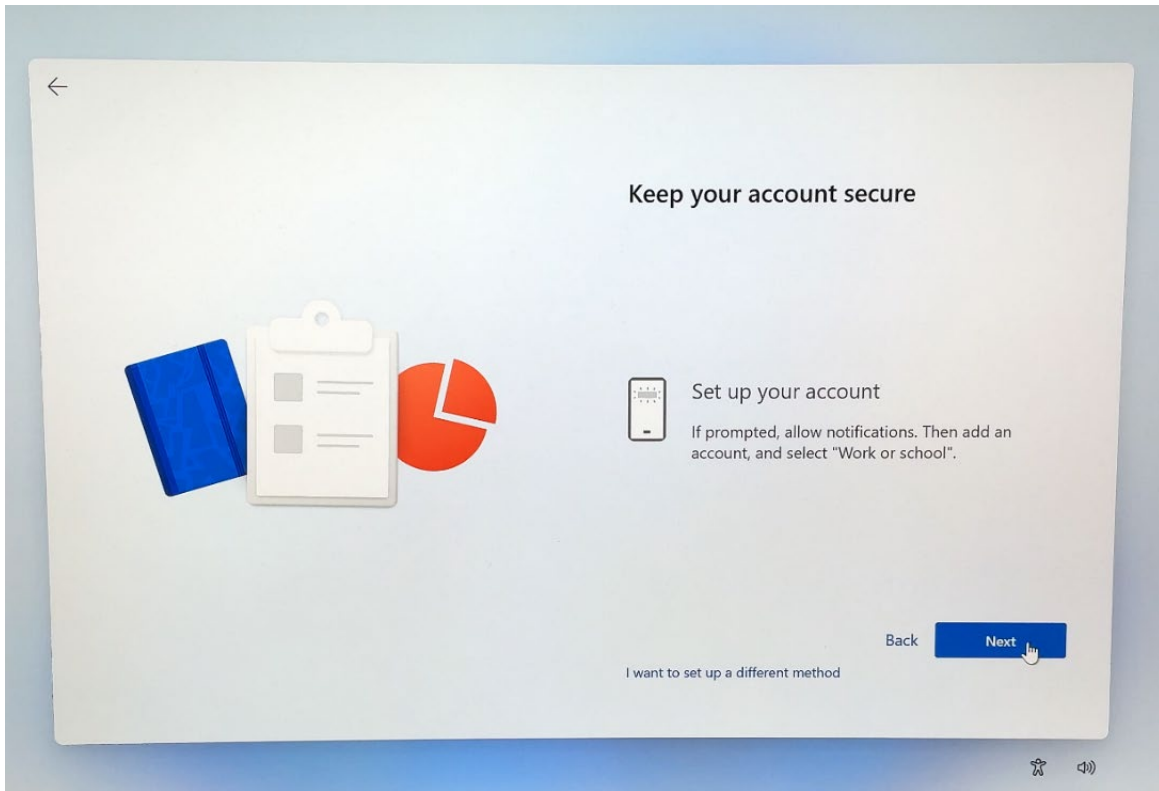 Keep your account secure
Set up your account
If prompted, allow notifications. Then add an
account, and select "Work or school".
Back
Next
I want to set up a different method